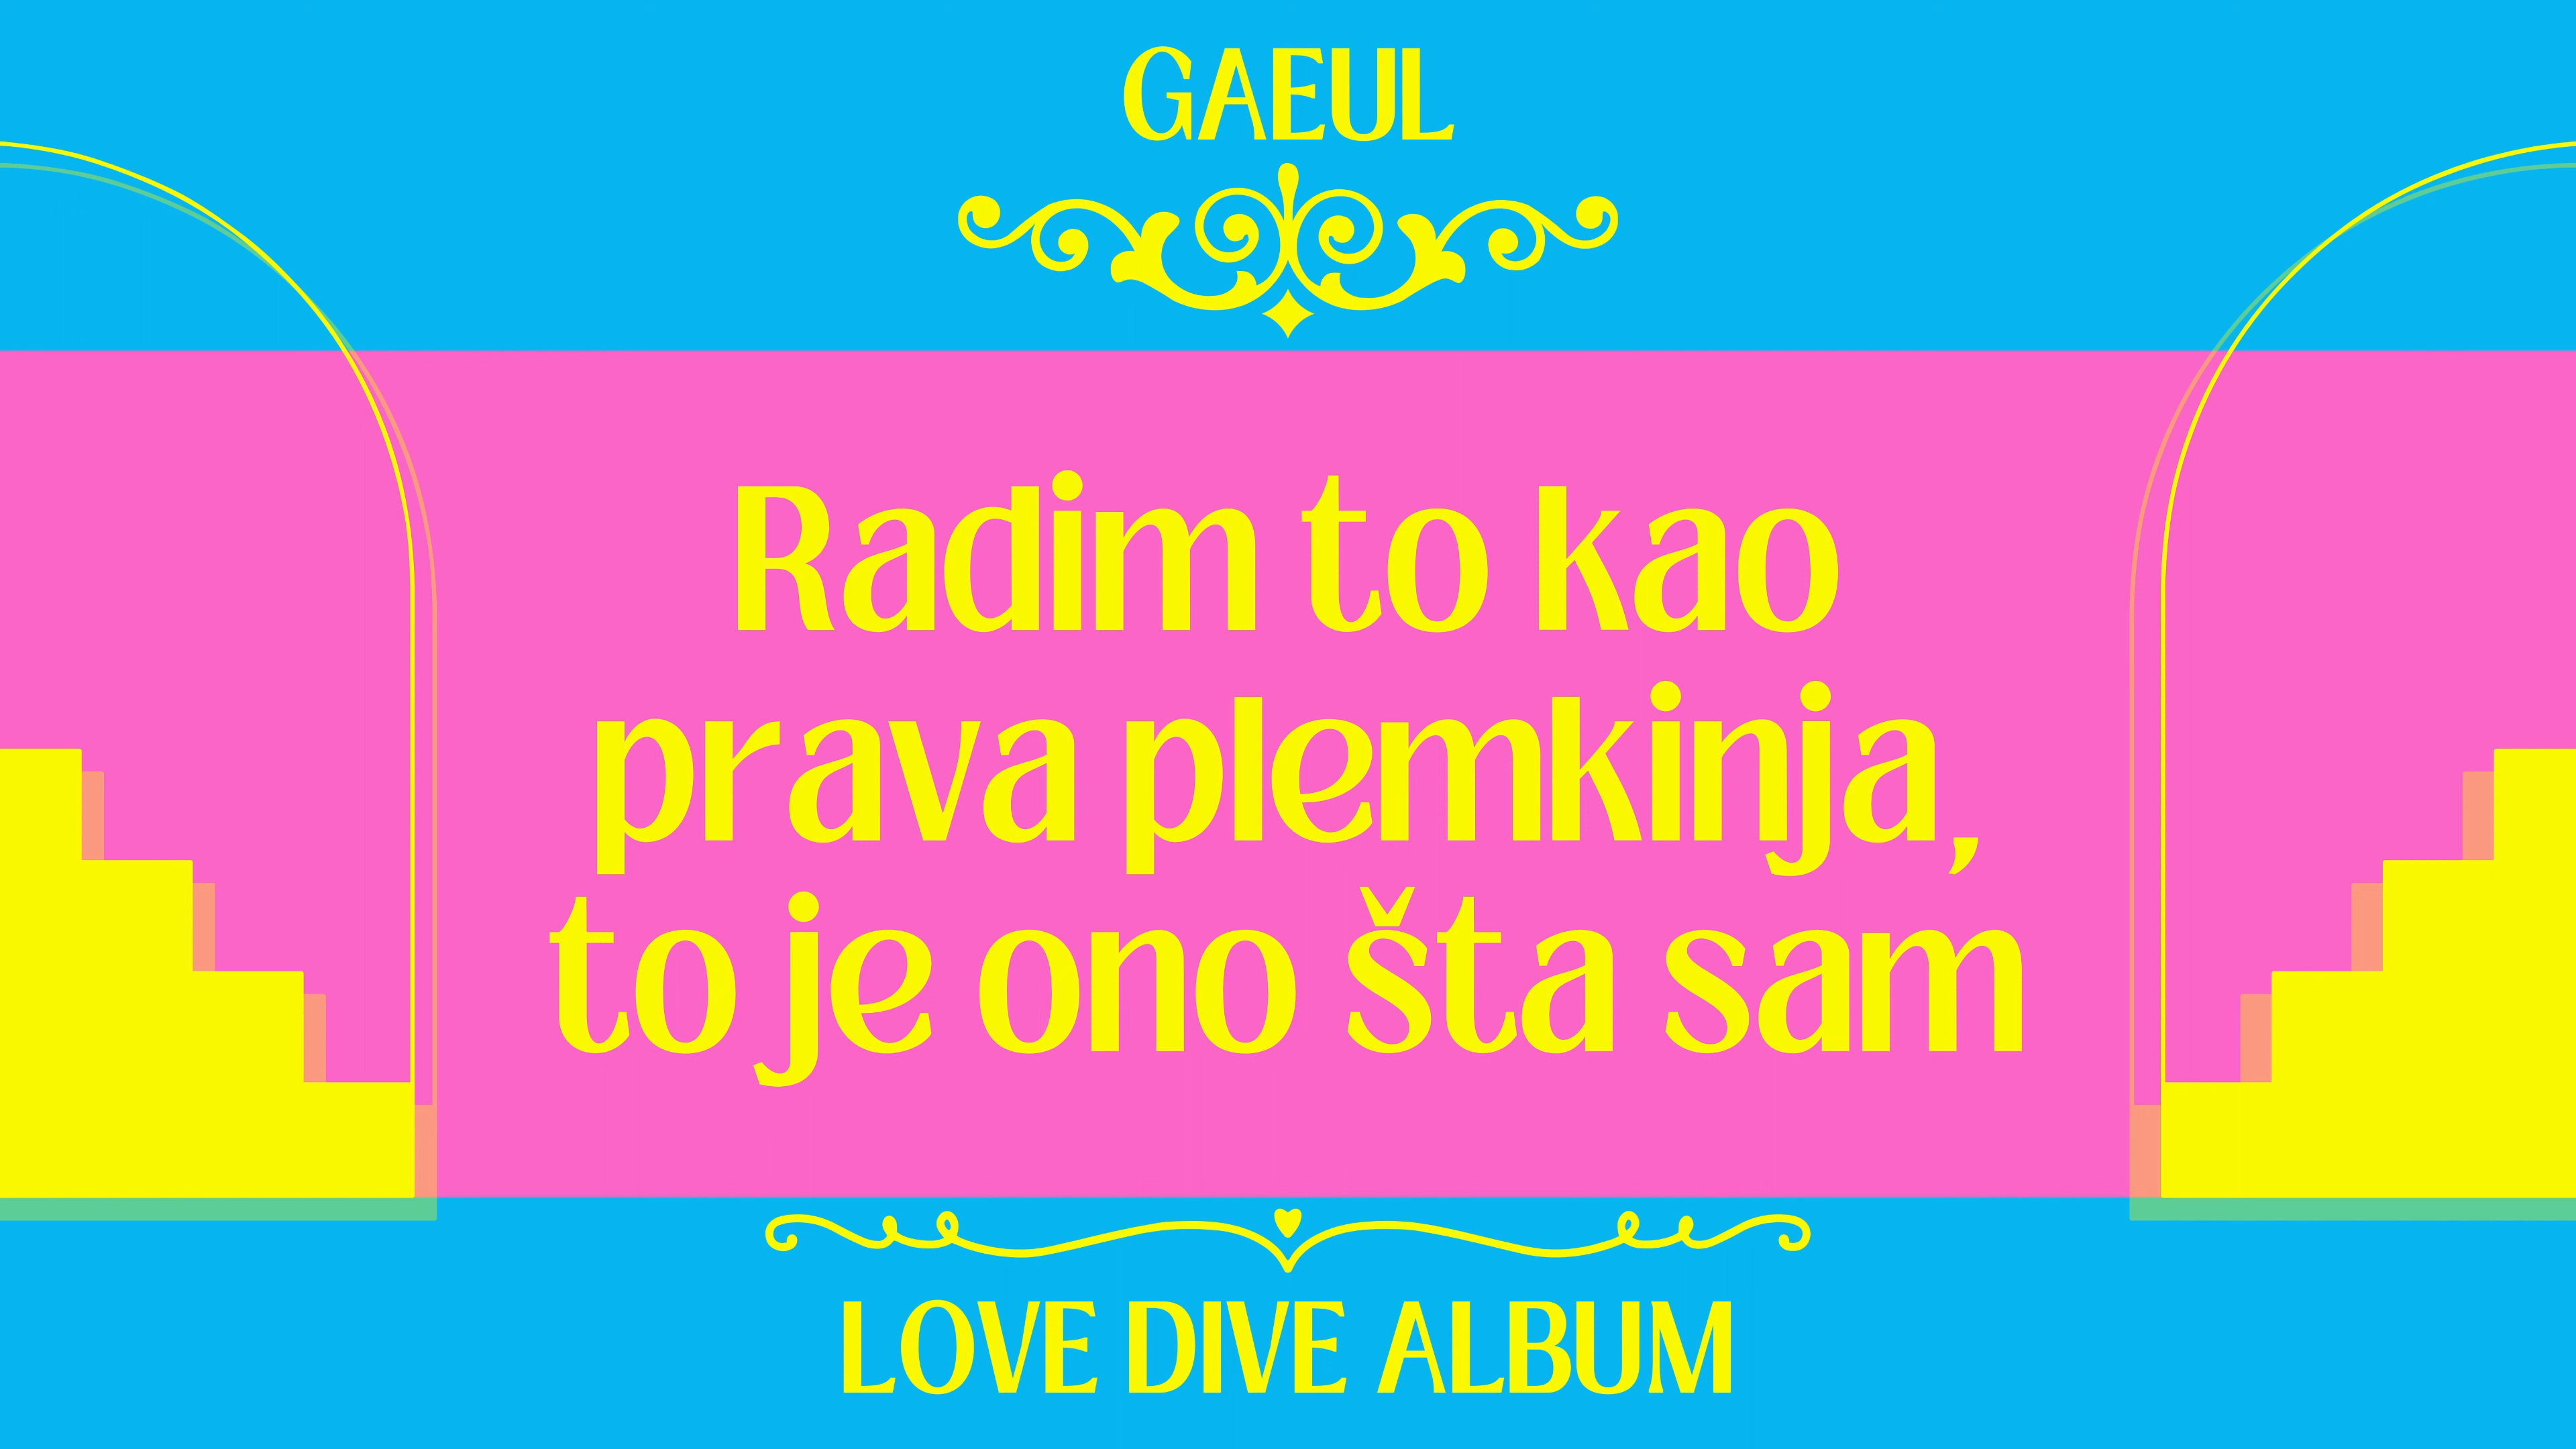 GAEUL
Radim to kao
prava plemkinja,
to je ono šta sam
LOVE DIVE ALBUM